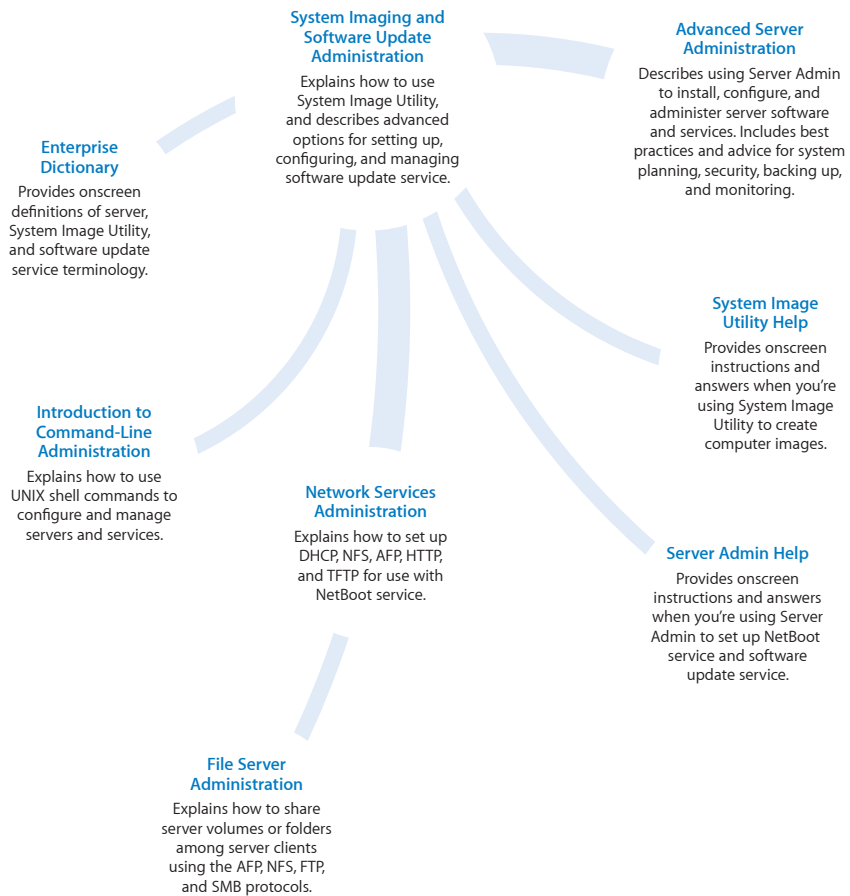 System Imaging and
Software Update
Administration
Explains how to use
System Image Utility,
and describes advanced
options for setting up,
configuring, and managing
software update service.
Advanced Server
Administration
Describes using Server Admin
to install, configure, and
administer server software
and services. Includes best
practices and advice for system
planning, security, backing up,
and monitoring.
Enterprise
Dictionary
Provides onscreen
definitions of server,
System Image Utility,
and software update
service terminology.
System Image
Utility Help
Provides onscreen
instructions and
answers when you’re
using System Image
Utility to create
computer images.
Introduction to
Command-Line
Administration
Explains how to use
UNIX shell commands to
configure and manage
servers and services.
Network Services
Administration
Explains how to set up
DHCP, NFS, AFP, HTTP,
and TFTP for use with
NetBoot service.
Server Admin Help
Provides onscreen
instructions and answers
when you’re using Server
Admin to set up NetBoot
service and software
update service.
File Server
Administration
Explains how to share
server volumes or folders
among server clients
using the AFP, NFS, FTP,
and SMB protocols.